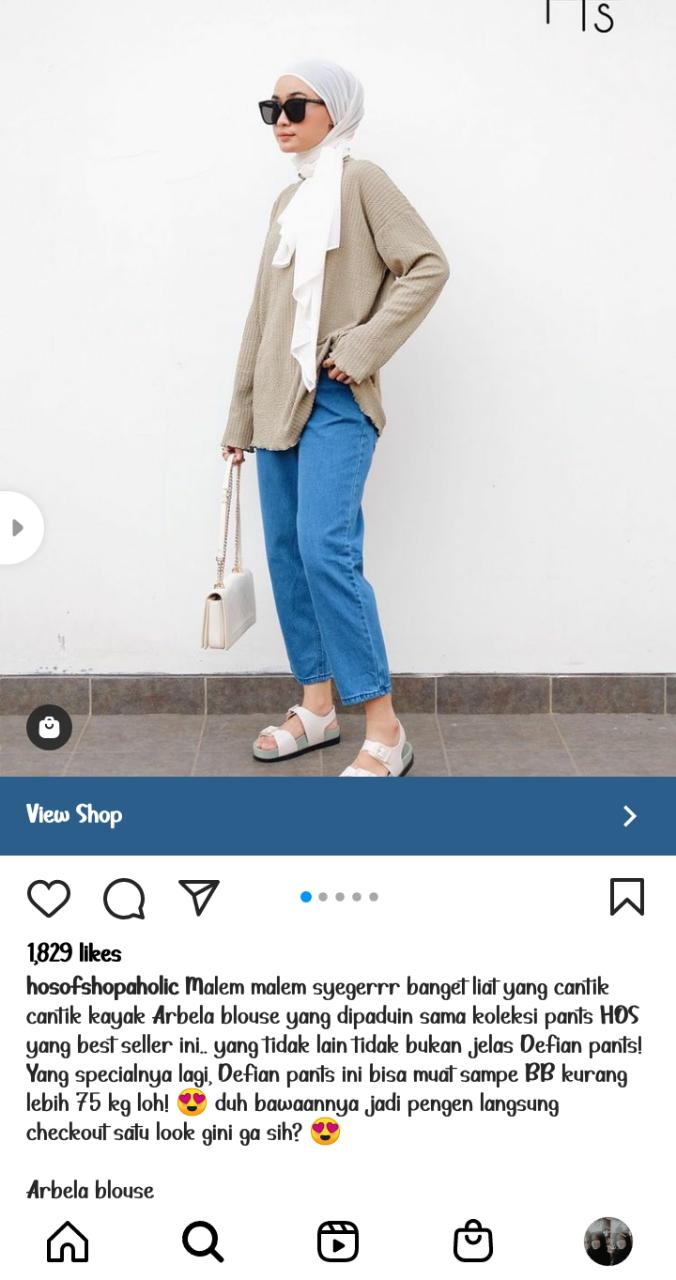 Hs
View Shop
1,829 likes
hosofshopaholic Malem malem syegerrr banget liat yang cantik
cantik kayak Arbela blouse yang dipaduin sama koleksi pants HOS
yang best seller ini.. yang tidak lain tidak bukan jelas Defian pants!
Yang specialnya lagi, Defian pants ini bisa muat sampe BB kurang
lebih 75 kg loh! 😍 duh bawaannya jadi pengen langsung
checkout satu look gini ga sih? 😍
Arbela blouse